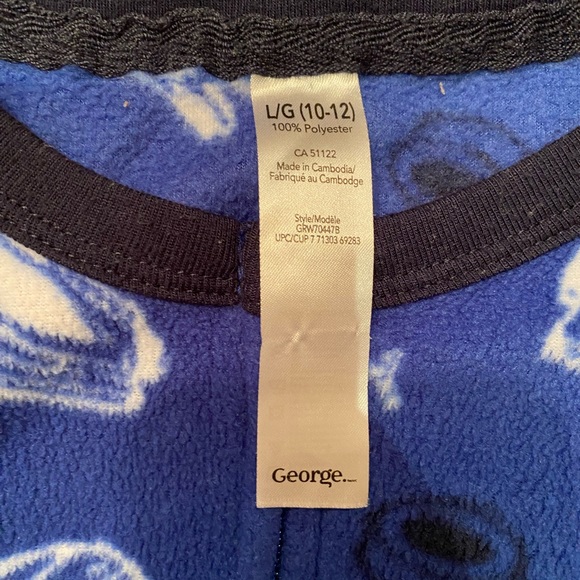 L/G (10-12)
100% Polyester
CA 51122
Made in Cambodia/
Fabriqué au Cambodge
Style/Modèle
GRW70447B
UPC/CUP 7 71303 69283
George.